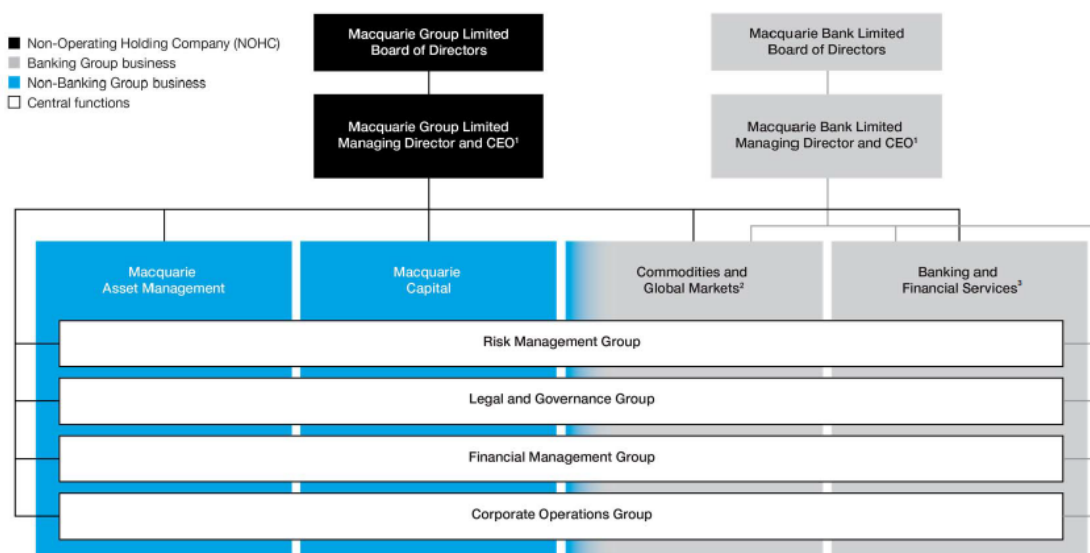 Non-Operating Holding Company (NOHC)
Banking Group business
Non-Banking Group business
Central functions
Macquarie Group Limited
Board of Directors
Macquarie Bank Limited
Board of Directors
Macquarie Group Limited
Managing Director and CEO¹
Macquarie Bank Limited
Managing Director and CEO¹
Macquarie
Asset Management
Macquarie
Capital
Commodities and
Global Markets²
Banking and
Financial Services³
Risk Management Group
Legal and Governance Group
Financial Management Group
Corporate Operations Group